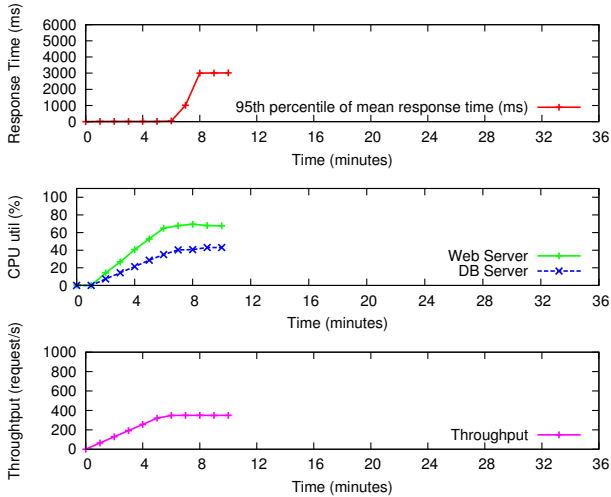 6000
5000
4000
3000
2000
1000
0
Response Time (ms)
95th percentile of mean response time (ms)
0 4 8 12 16 20 24 28 32 36
Time (minutes)
100
80
60
40
20
0
CPU util (%)
Web Server
DB Server
0 4 8 12 16 20 24 28 32 36
Time (minutes)
1000
800
600
400
200
0
Throughtput (request/s)
Throughput
0 4 8 12 16 20 24 28 32 36
Time (minutes)